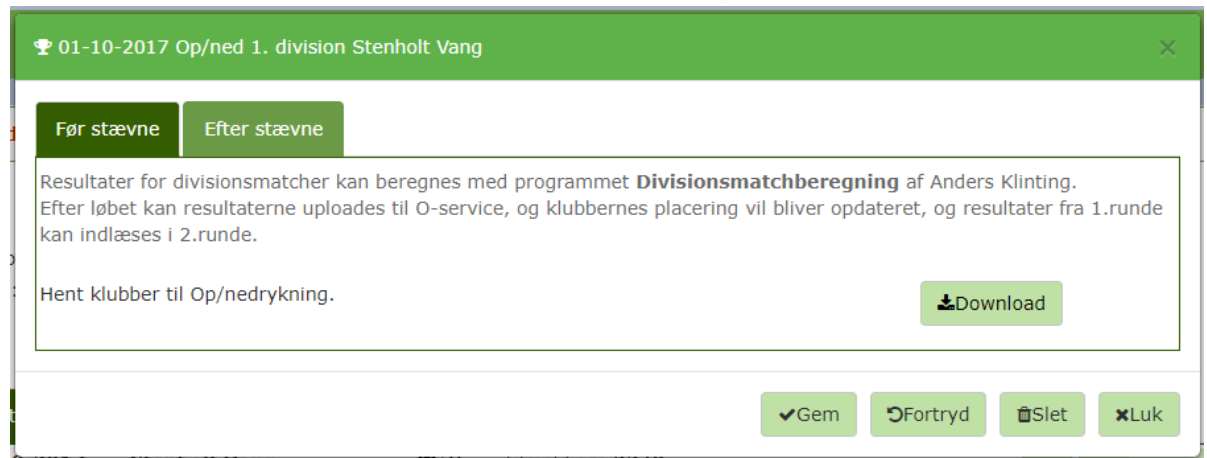 01-10-2017 Op/ned 1. division Stenholt Vang
Før stævne
Efter stævne
Resultater for divisionsmatcher kan beregnes med programmet Divisionsmatchberegning af Anders Klinting.
Efter løbet kan resultaterne uploades til O-service, og klubbernes placering vil bliver opdateret, og resultater fra 1.runde
kan indlæses i 2.runde.
Hent klubber til Op/nedrykning.
Download
Gem
Fortryd
Slet
Luk